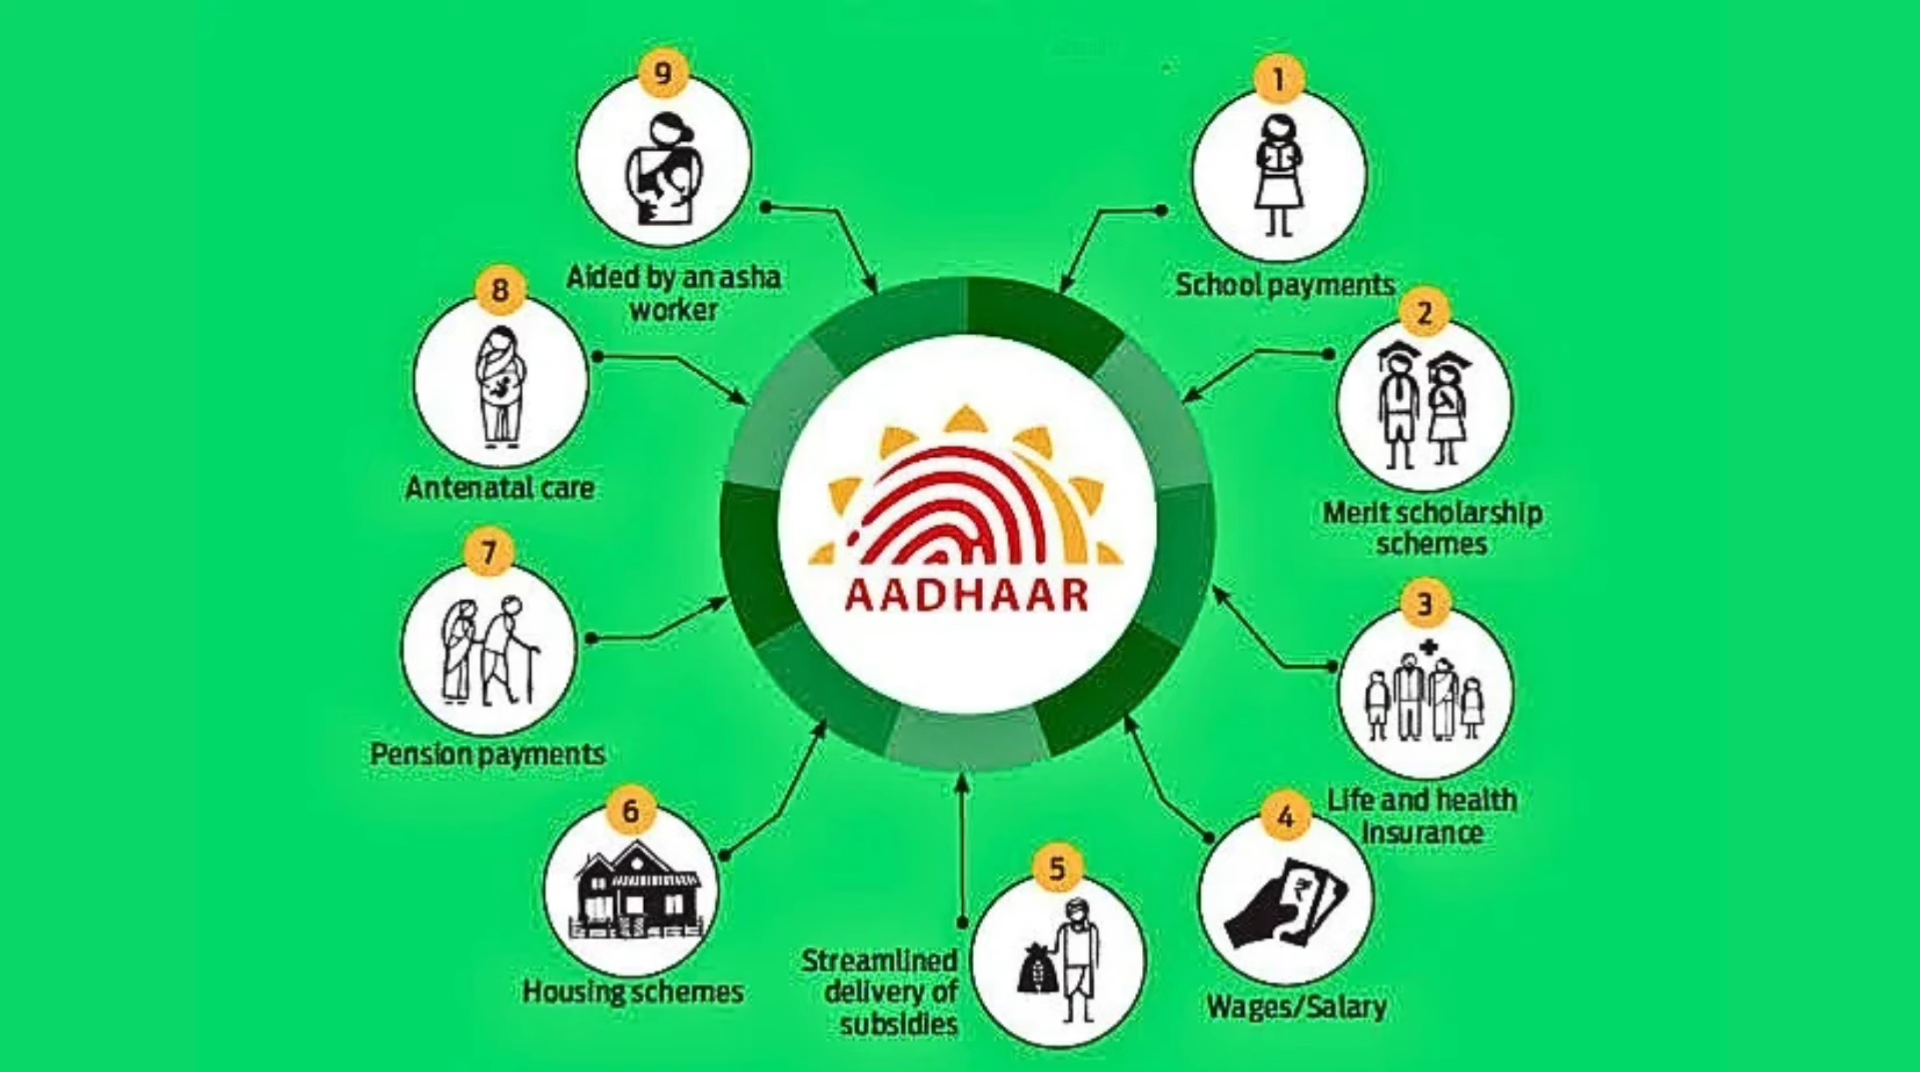 1
School payments
2
Merit scholarship
schemes
3
Life and health
insurance
4
Wages/Salary
5
Streamlined
delivery of
subsidies
6
Housing schemes
7
Pension payments
8
Antenatal care
9
Aided by an asha
worker
AADHAAR
₹